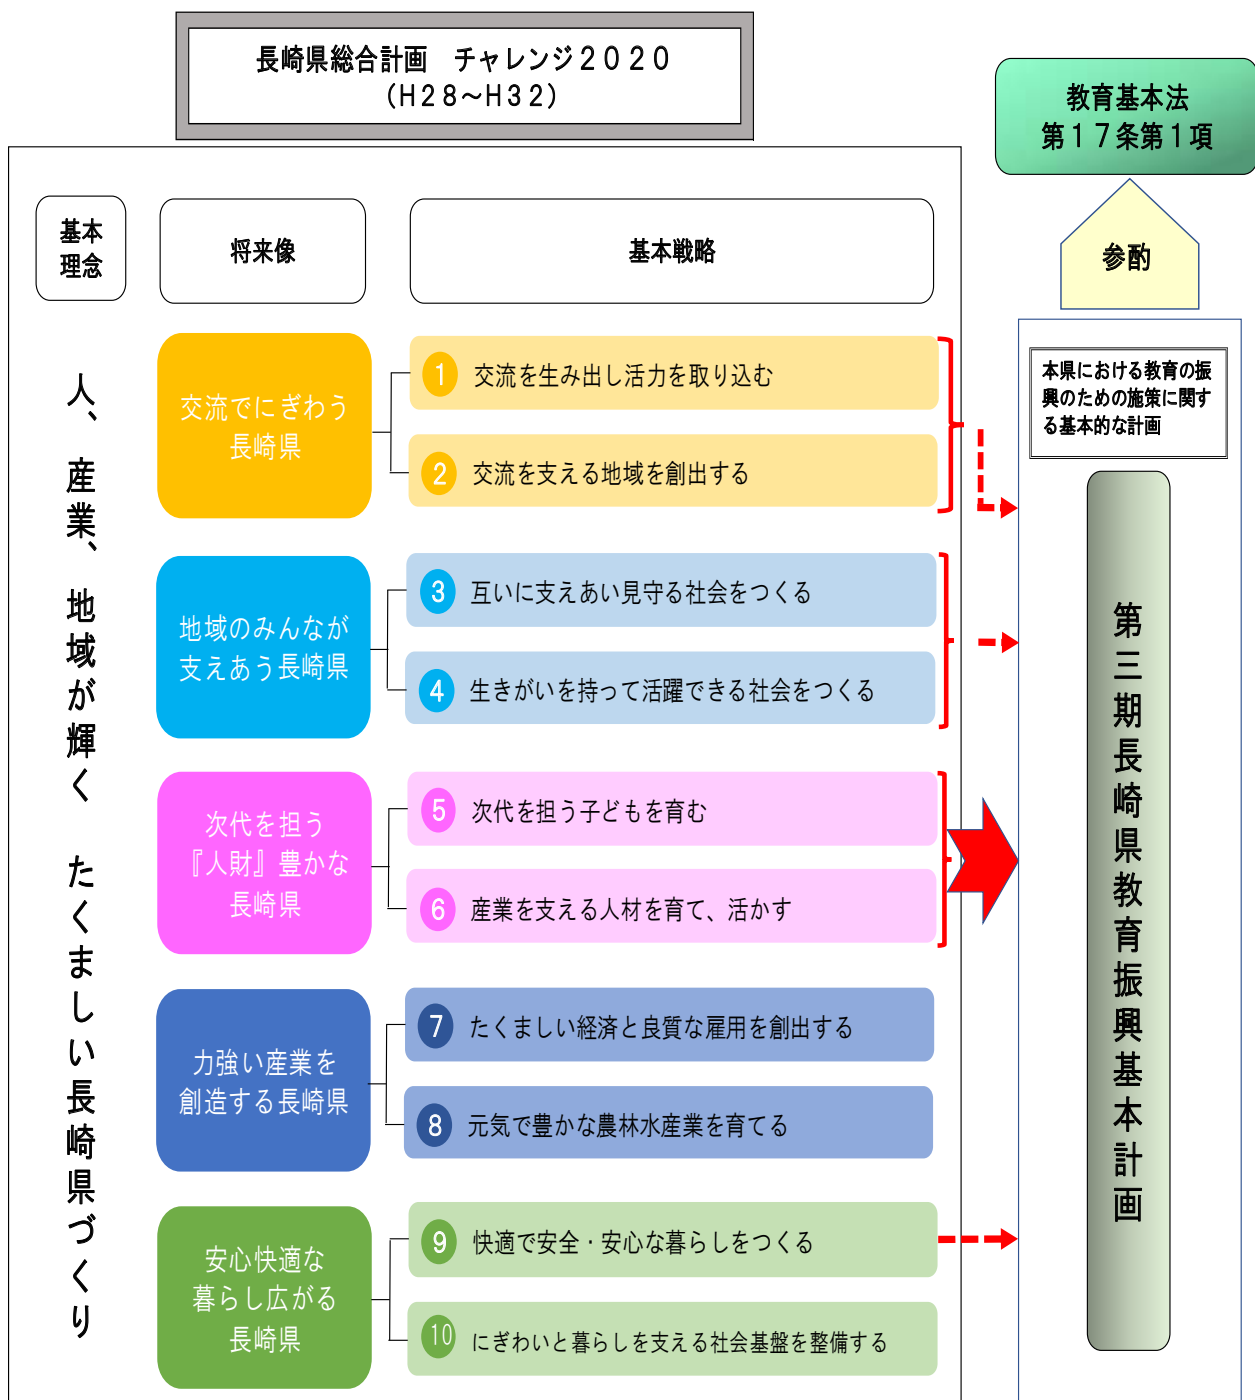 長崎県総合計画　チャレンジ２０２０
（Ｈ２８～Ｈ３２）
教育基本法
第１７条第１項
参酌
基本
理念
将来像
基本戦略
人、産業、地域が輝く　たくましい長崎県づくり
交流でにぎわう
長崎県
1 交流を生み出し活力を取り込む
2 交流を支える地域を創出する
地域のみんなが
支えあう長崎県
3 互いに支えあい見守る社会をつくる
4 生きがいを持って活躍できる社会をつくる
次代を担う
『人財』豊かな
長崎県
5 次代を担う子どもを育む
6 産業を支える人材を育て、活かす
力強い産業を
創造する長崎県
7 たくましい経済と良質な雇用を創出する
8 元気で豊かな農林水産業を育てる
安心快適な
暮らし広がる
長崎県
9 快適で安全・安心な暮らしをつくる
10 にぎわいと暮らしを支える社会基盤を整備する
本県における教育の振
興のための施策に関す
る基本的な計画
第三期長崎県教育振興基本計画